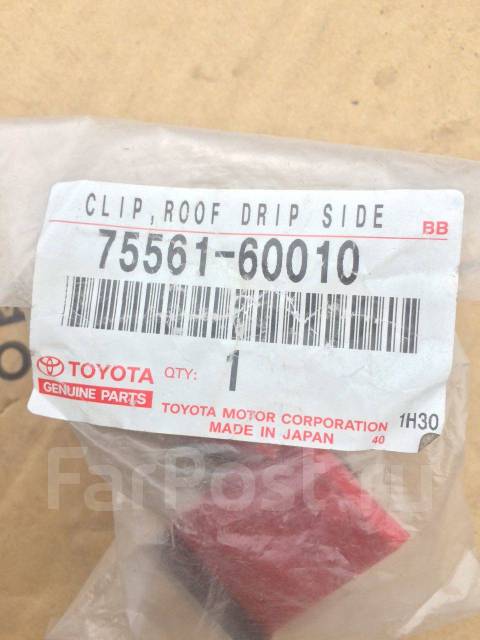 CLIP, ROOF DRIP SIDE
BB
75561-60010
TOYOTA QTY: 1
GENUINE PARTS
TOYOTA MOTOR CORPORATION 1H30
MADE IN JAPAN 40
FarPost.ru